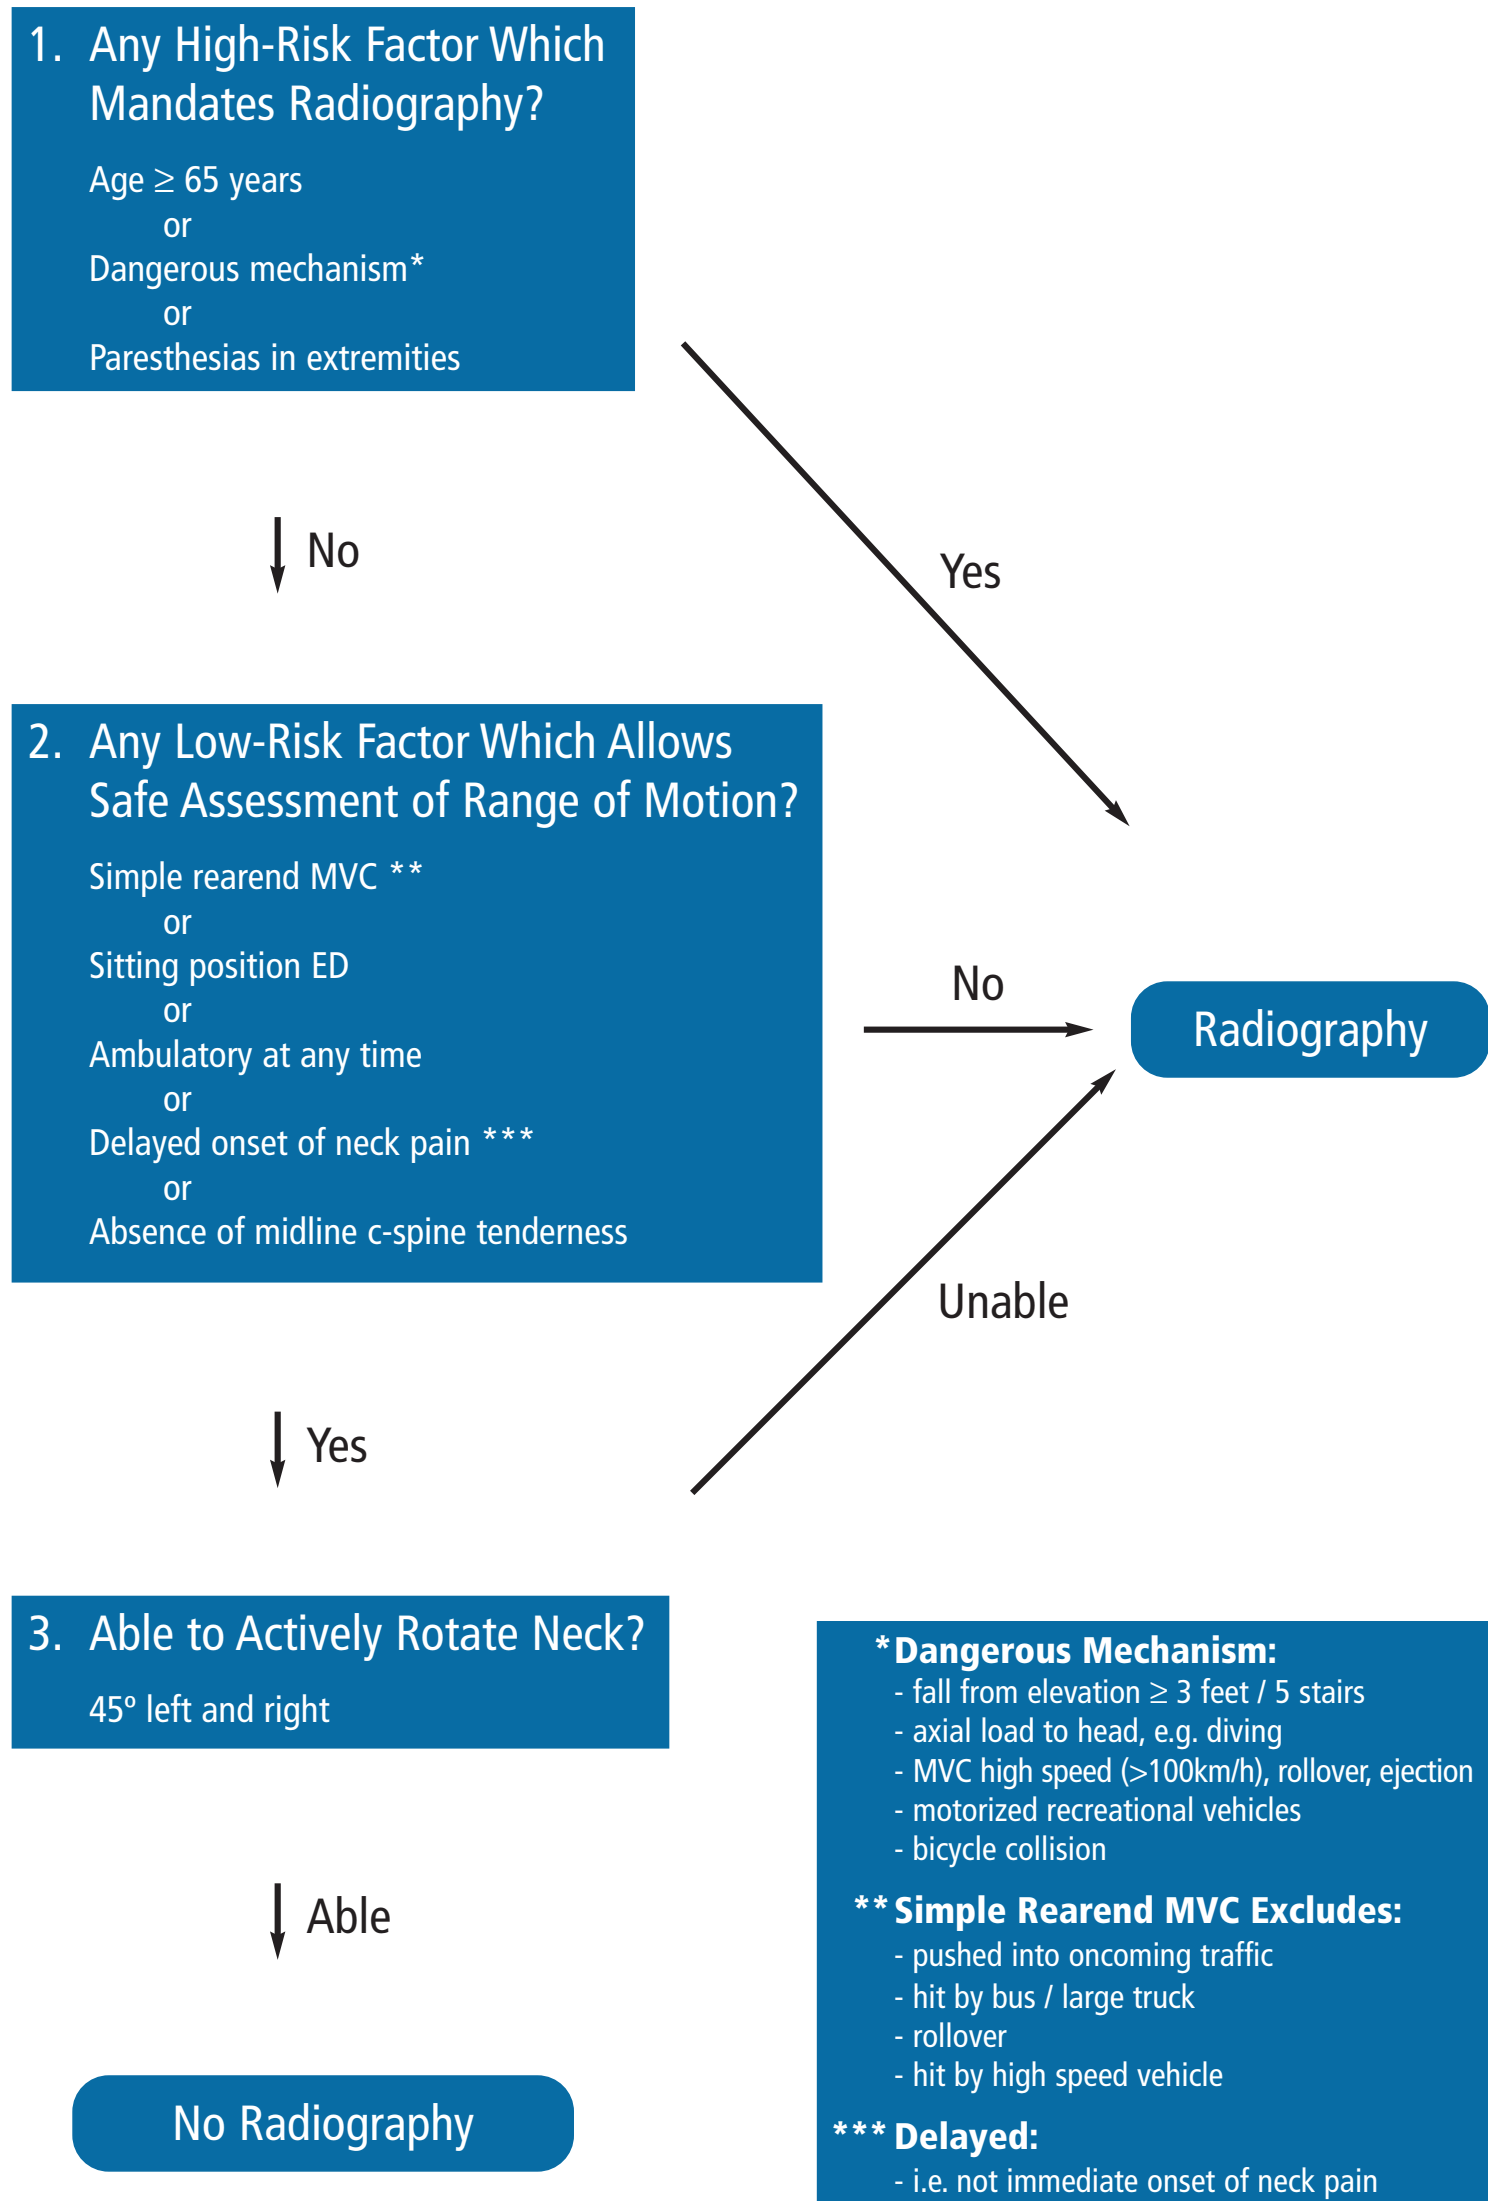 1. Any High-Risk Factor Which
Mandates Radiography?
Age ≥ 65 years
or
Dangerous mechanism*
or
Paresthasias in extremities
No
Yes
2. Any Low-Risk Factor Which Allows
Safe Assessment of Range of Motion?
Simple rearend MVC **
or
Sitting position ED
or
Ambulatory at any time
or
Delayed onset of neck pain ***
or
Absence of midline c-spine tenderness
No
Radiography
Unable
Yes
3. Able to Actively Rotate Neck?
45º left and right
Able
No Radiography
*Dangerous Mechanism:
- fall from elevation ≥ 3 feet / 5 stairs
- axial load to head, e.g. diving
- MVC high speed (>100km/h), rollover, ejection
- motorized recreational vehicles
- bicycle collision
**Simple Rearend MVC Excludes:
- pushed into oncoming traffic
- hit by bus / large truck
- rollover
- hit by high speed vehicle
***Delayed:
- i.e. not immediate onset of neck pain